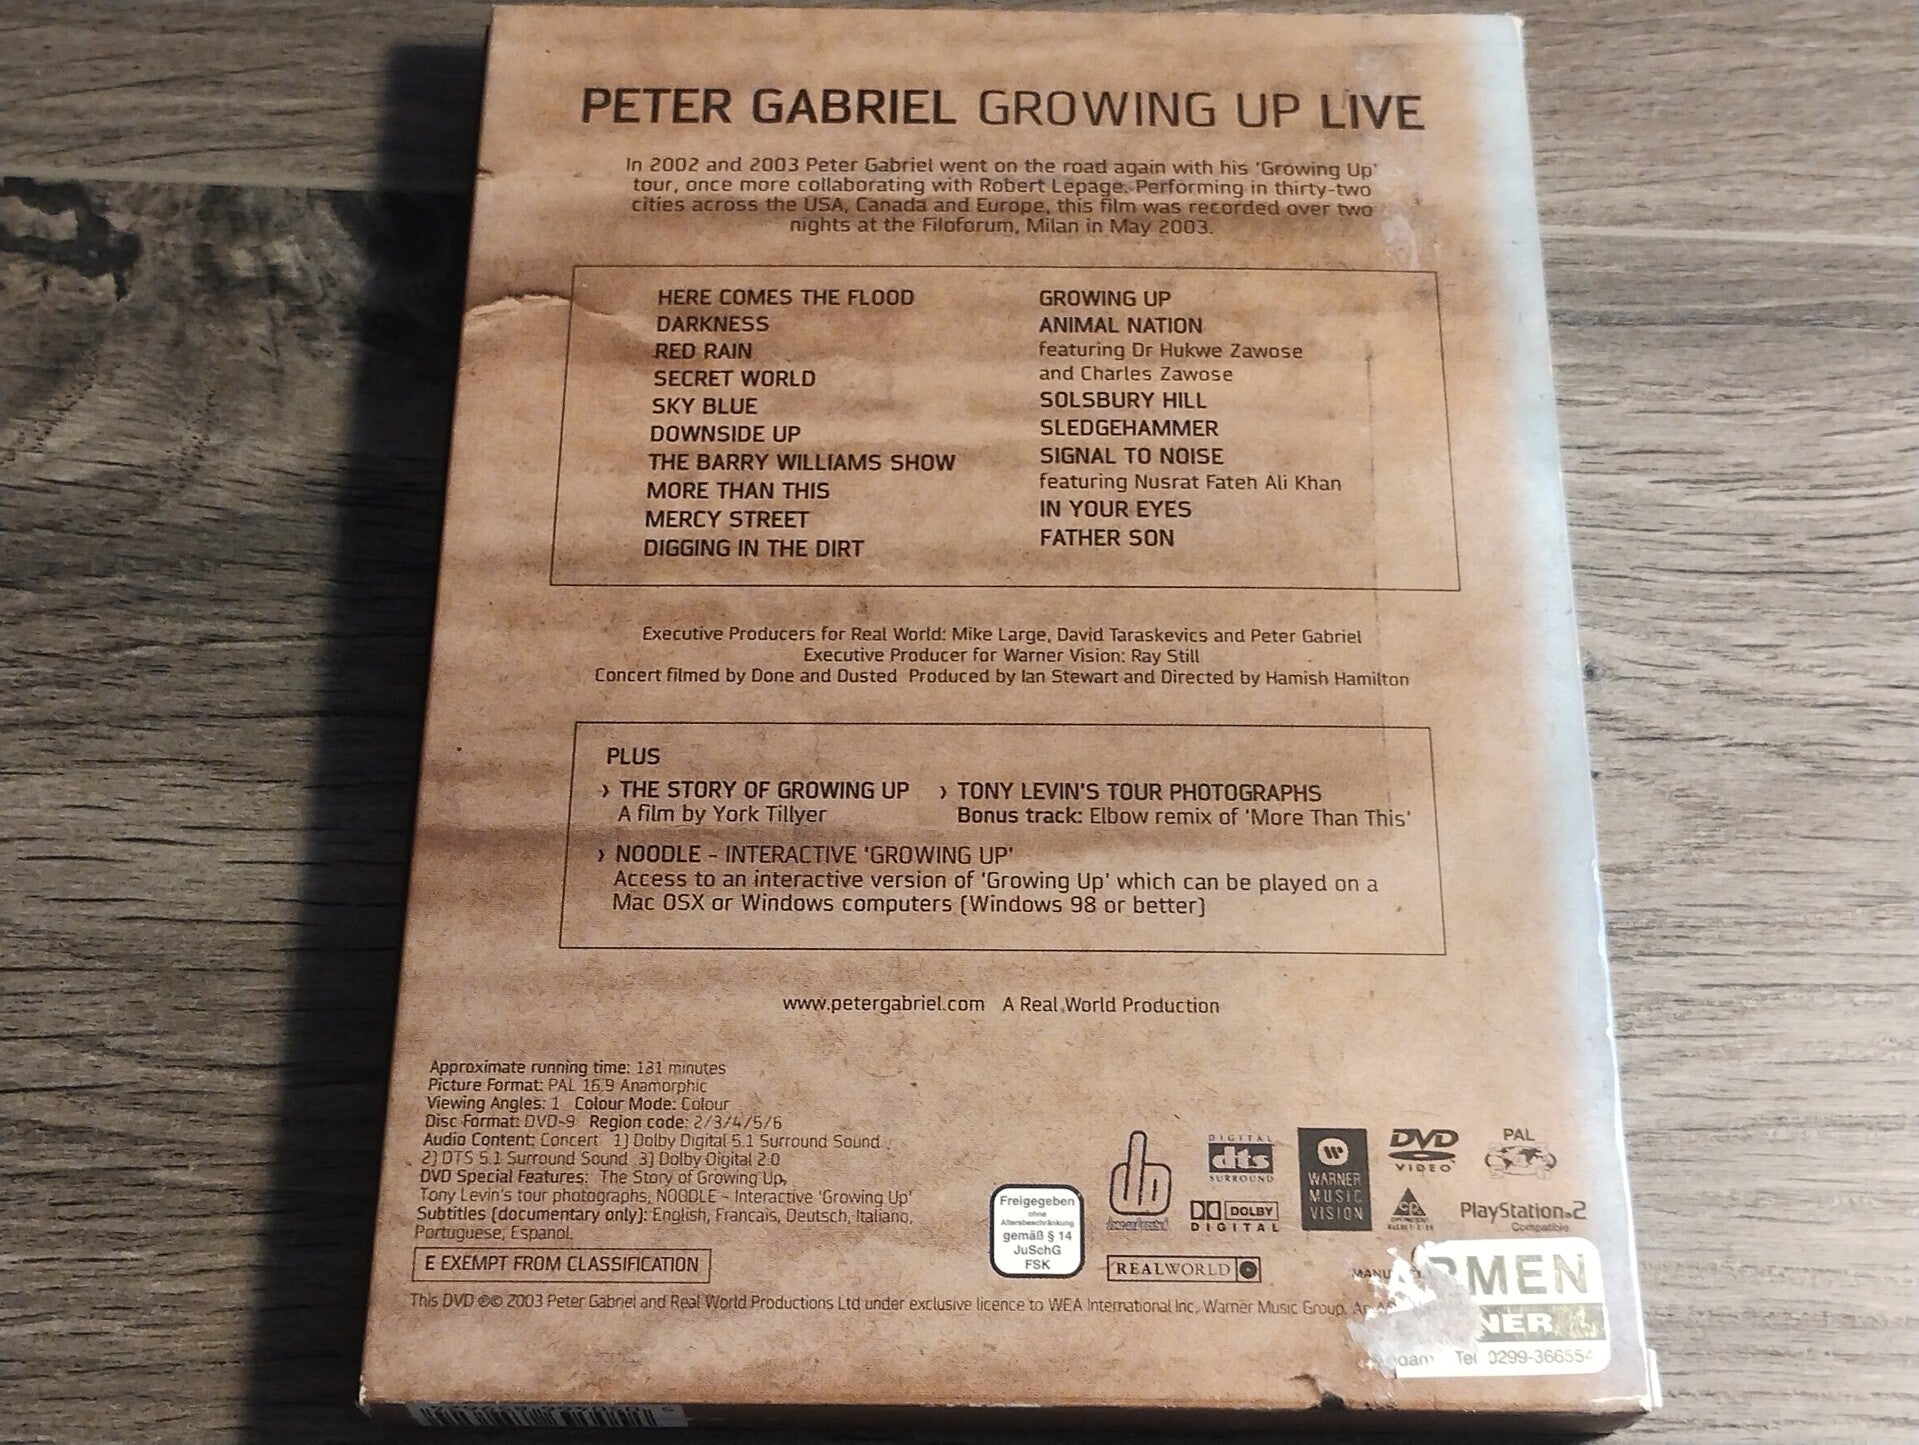 PETER GABRIEL GROWING UP LIVE
In 2002 and 2003 Peter Gabriel went on the road again with his 'Growing Up'
tour, once more collaborating with Robert Lepage. Performing in thirty-two
cities across the USA, Canada and Europe, this film was recorded over two
nights at the Filaforum, Milan in May 2003.
HERE COMES THE FLOOD
DARKNESS
RED RAIN
SECRET WORLD
SKY BLUE
DOWNSIDE UP
THE BARRY WILLIAMS SHOW
MORE THAN THIS
MERCY STREET
DIGGING IN THE DIRT
GROWING UP
ANIMAL NATION
featuring Dr Hukwe Zawose
and Charles Zawose
SOLSBURY HILL
SLEDGEHAMMER
SIGNAL TO NOISE
featuring Nusrat Fateh Ali Khan
IN YOUR EYES
FATHER SON
Executive Producers for Real World: Mike Large, David Taraskevics and Peter Gabriel
Executive Producer for Warner Vision: Ray Still
Concert filmed by Done and Dusted Produced by Ian Stewart and Directed by Hamish Hamilton
PLUS
› THE STORY OF GROWING UP
A film by York Tillyer
› TONY LEVIN'S TOUR PHOTOGRAPHS
Bonus track: Elbow remix of 'More Than This'
› NOODLE - INTERACTIVE 'GROWING UP'
Access to an interactive version of 'Growing Up' which can be played on a
Mac OSX or Windows computers (Windows 98 or better)
www.petergabriel.com A Real World Production
Approximate running time: 131 minutes
Picture Format: PAL 16.9 Anamorphic
Viewing Angles: 1 Colour Mode: Colour
Disc Format: DVD-9 Region code: 2/3/4/5/6
Audio Content: Concert 1) Dolby Digital 5.1 Surround Sound
2) DTS 5.1 Surround Sound 3) Dolby Digital 2.0
DVD Special Features: The Story of Growing Up,
Tony Levin's tour photographs, NOODLE - Interactive 'Growing Up'
Subtitles (documentary only): English, Francais, Deutsch, Italiano,
Portuguese, Espanol.
E EXEMPT FROM CLASSIFICATION
Freigegeben
ohne
Altersbeschränkung
gemäß § 14
JuSchG
FSK
DIGITAL
dts
SURROUND
DOLBY
DIGITAL
REALWORLD
WARNER
MUSIC
VISION
DVD
VIDEO
PAL
PlayStation 2
Compatible
This DVD ℗© 2003 Peter Gabriel and Real World Productions Ltd under exclusive licence to WEA International Inc, Warner Music Group, An
MEN
NER
Tel 0299-366554